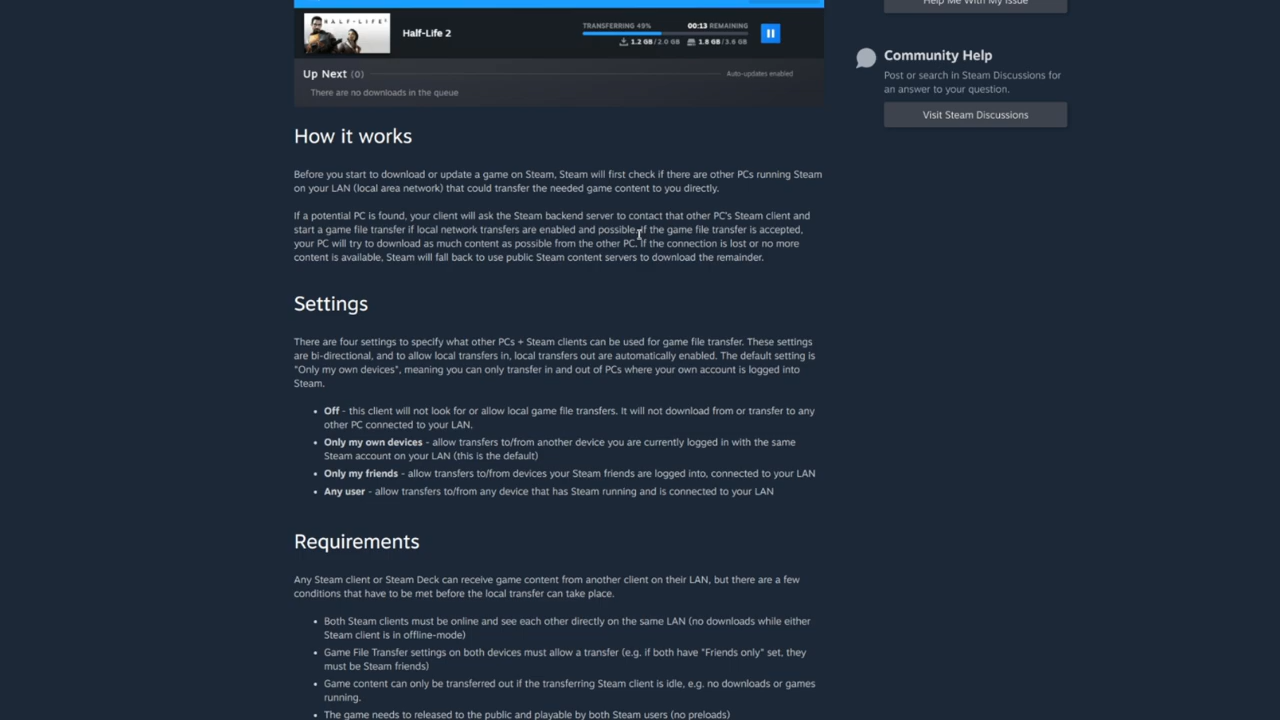 Help Me With My Issue
HALF-LIFE
Half-Life 2
TRANSFERRING 49%
00:13 REMAINING
1.2 GB / 2.0 GB
1.8 GB / 3.6 GB
Up Next (0)
Auto-updates enabled
There are no downloads in the queue
Community Help
Post or search in Steam Discussions for
an answer to your question.
Visit Steam Discussions
How it works
Before you start to download or update a game on Steam, Steam will first check if there are other PCs running Steam
on your LAN (local area network) that could transfer the needed game content to you directly.
If a potential PC is found, your client will ask the Steam backend server to contact that other PC's Steam client and
start a game file transfer if local network transfers are enabled and possible. If the game file transfer is accepted,
your PC will try to download as much content as possible from the other PC. If the connection is lost or no more
content is available, Steam will fall back to use public Steam content servers to download the remainder.
Settings
There are four settings to specify what other PCs + Steam clients can be used for game file transfer. These settings
are bi-directional, and to allow local transfers in, local transfers out are automatically enabled. The default setting is
"Only my own devices", meaning you can only transfer in and out of PCs where your own account is logged into
Steam.
• Off - this client will not look for or allow local game file transfers. It will not download from or transfer to any
other PC connected to your LAN.
• Only my own devices - allow transfers to/from another device you are currently logged in with the same
Steam account on your LAN (this is the default)
• Only my friends - allow transfers to/from devices your Steam friends are logged into, connected to your LAN
• Any user - allow transfers to/from any device that has Steam running and is connected to your LAN
Requirements
Any Steam client or Steam Deck can receive game content from another client on their LAN, but there are a few
conditions that have to be met before the local transfer can take place.
• Both Steam clients must be online and see each other directly on the same LAN (no downloads while either
Steam client is in offline-mode)
• Game File Transfer settings on both devices must allow a transfer (e.g. if both have "Friends only" set, they
must be Steam friends)
• Game content can only be transferred out if the transferring Steam client is idle, e.g. no downloads or games
running.
• The game needs to released to the public and playable by both Steam users (no preloads)